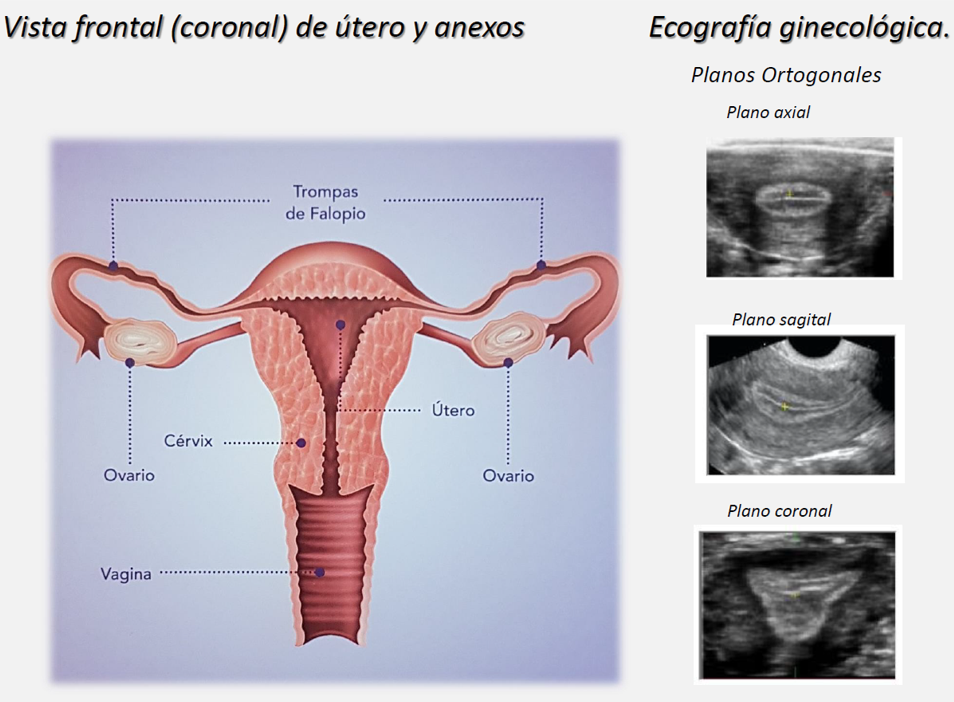 Vista frontal (coronal) de útero y anexos
Ecografía ginecológica.
Planos Ortogonales
Plano axial
Trompas
de Falopio
Plano sagital
Útero
Cérvix
Ovario
Ovario
Plano coronal
Vagina